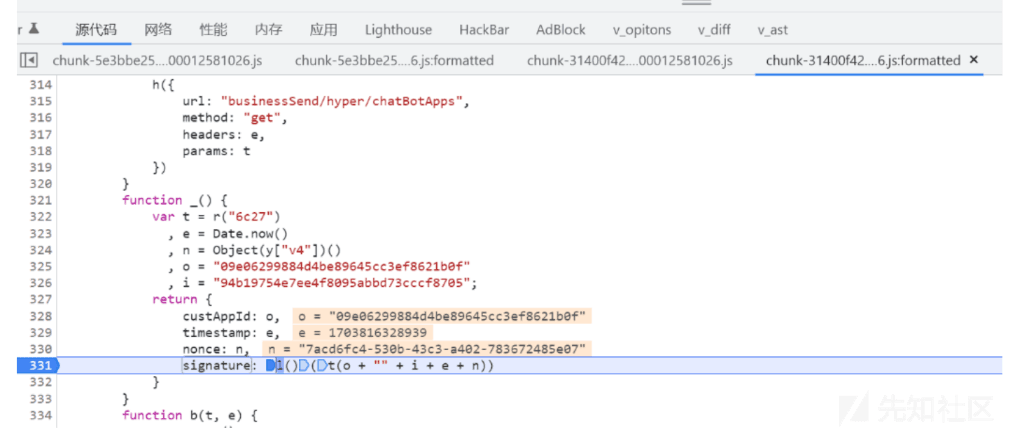 r 源代码 网络 性能 内存 应用 Lighthouse HackBar AdBlock v_opitons v_diff v_ast
chunk-5e3bbe25....00012581026.js chunk-5e3bbe25....6.js:formatted chunk-31400f42....00012581026.js chunk-31400f42....6.js:formatted ×
314 h({
315 url: "businessSend/hyper/chatBotApps",
316 method: "get",
317 headers: e,
318 params: t
319 })
320 }
321 function _() {
322 var t = r("6c27")
323 , e = Date.now()
324 , n = Object(y["v4"])()
325 , o = "09e06299884d4be89645cc3ef8621b0f"
326 , i = "94b19754e7ee4f8095abbd73cccf8705";
327 return {
328 custAppId: o, o = "09e06299884d4be89645cc3ef8621b0f"
329 timestamp: e, e = 1703816328939
330 nonce: n, n = "7acd6fc4-530b-43c3-a402-783672485e07"
331 signature: l()(t(o + "" + i + e + n))
332 }
333 }
334 function b(t, e) {
先知社区